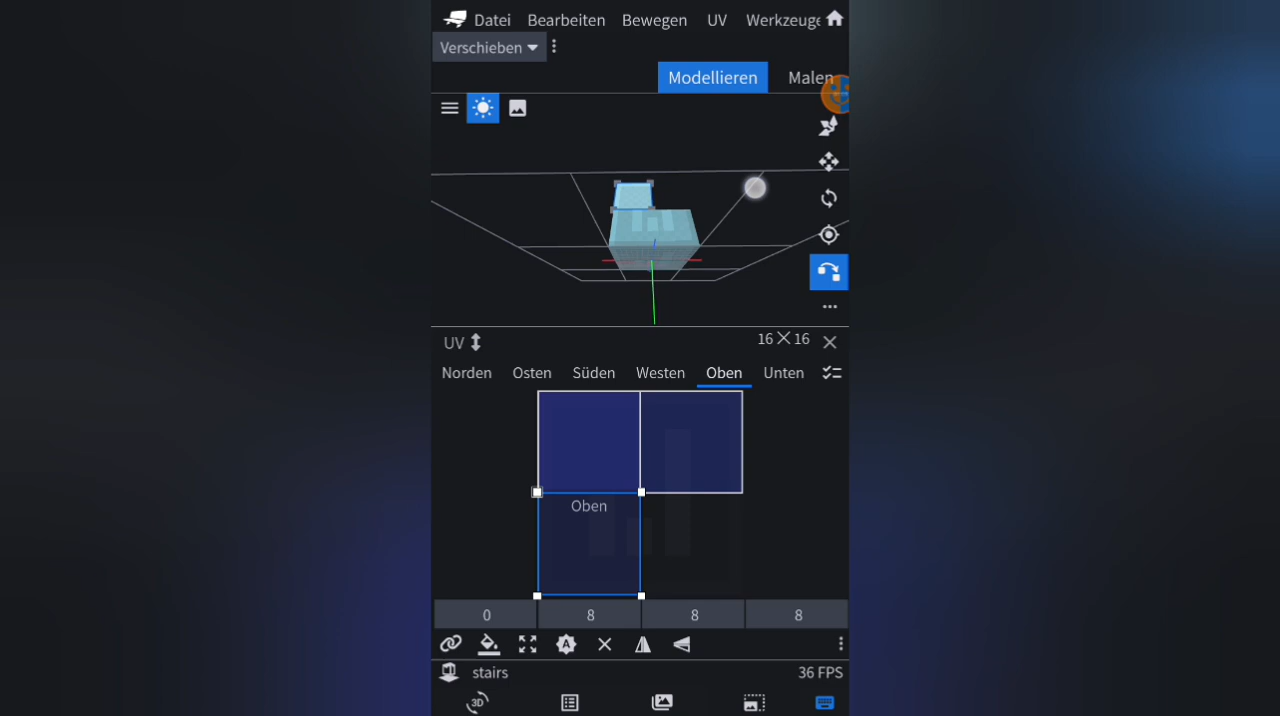 Datei Bearbeiten Bewegen UV Werkzeuge
Verschieben
Modellieren Malen
UV 16×16
Norden Osten Süden Westen Oben Unten
Oben
0 8 8 8
stairs 36 FPS
3D